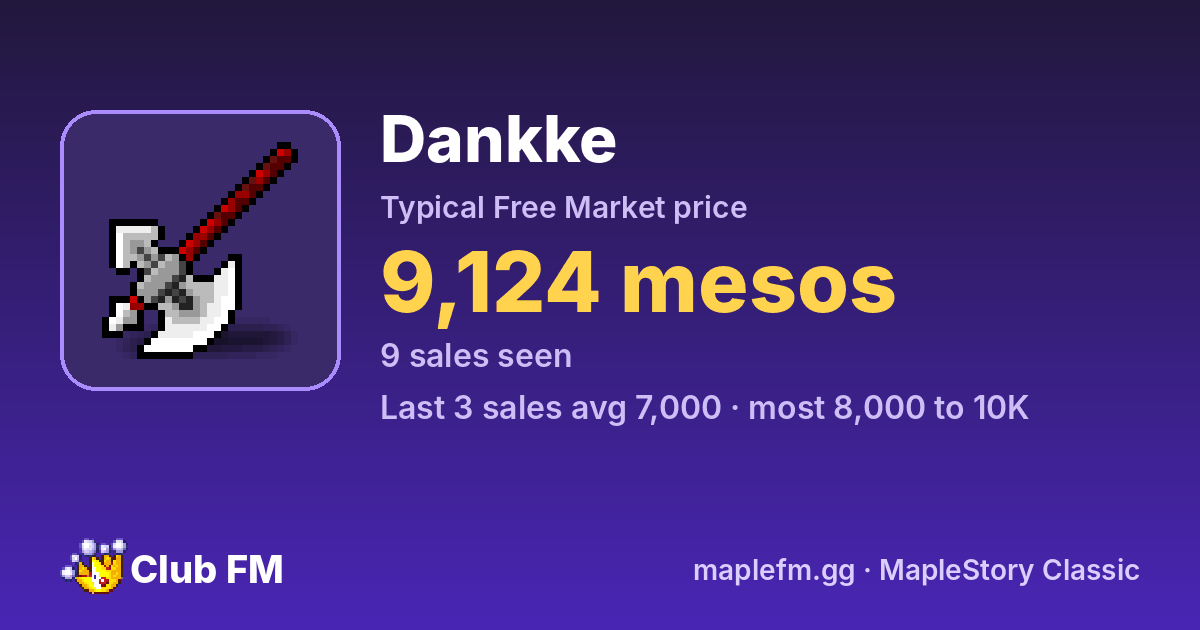 Dankke
Typical Free Market price
9,124 mesos
9 sales seen
Last 3 sales avg 7,000 · most 8,000 to 10K
Club FM
maplefm.gg · MapleStory Classic